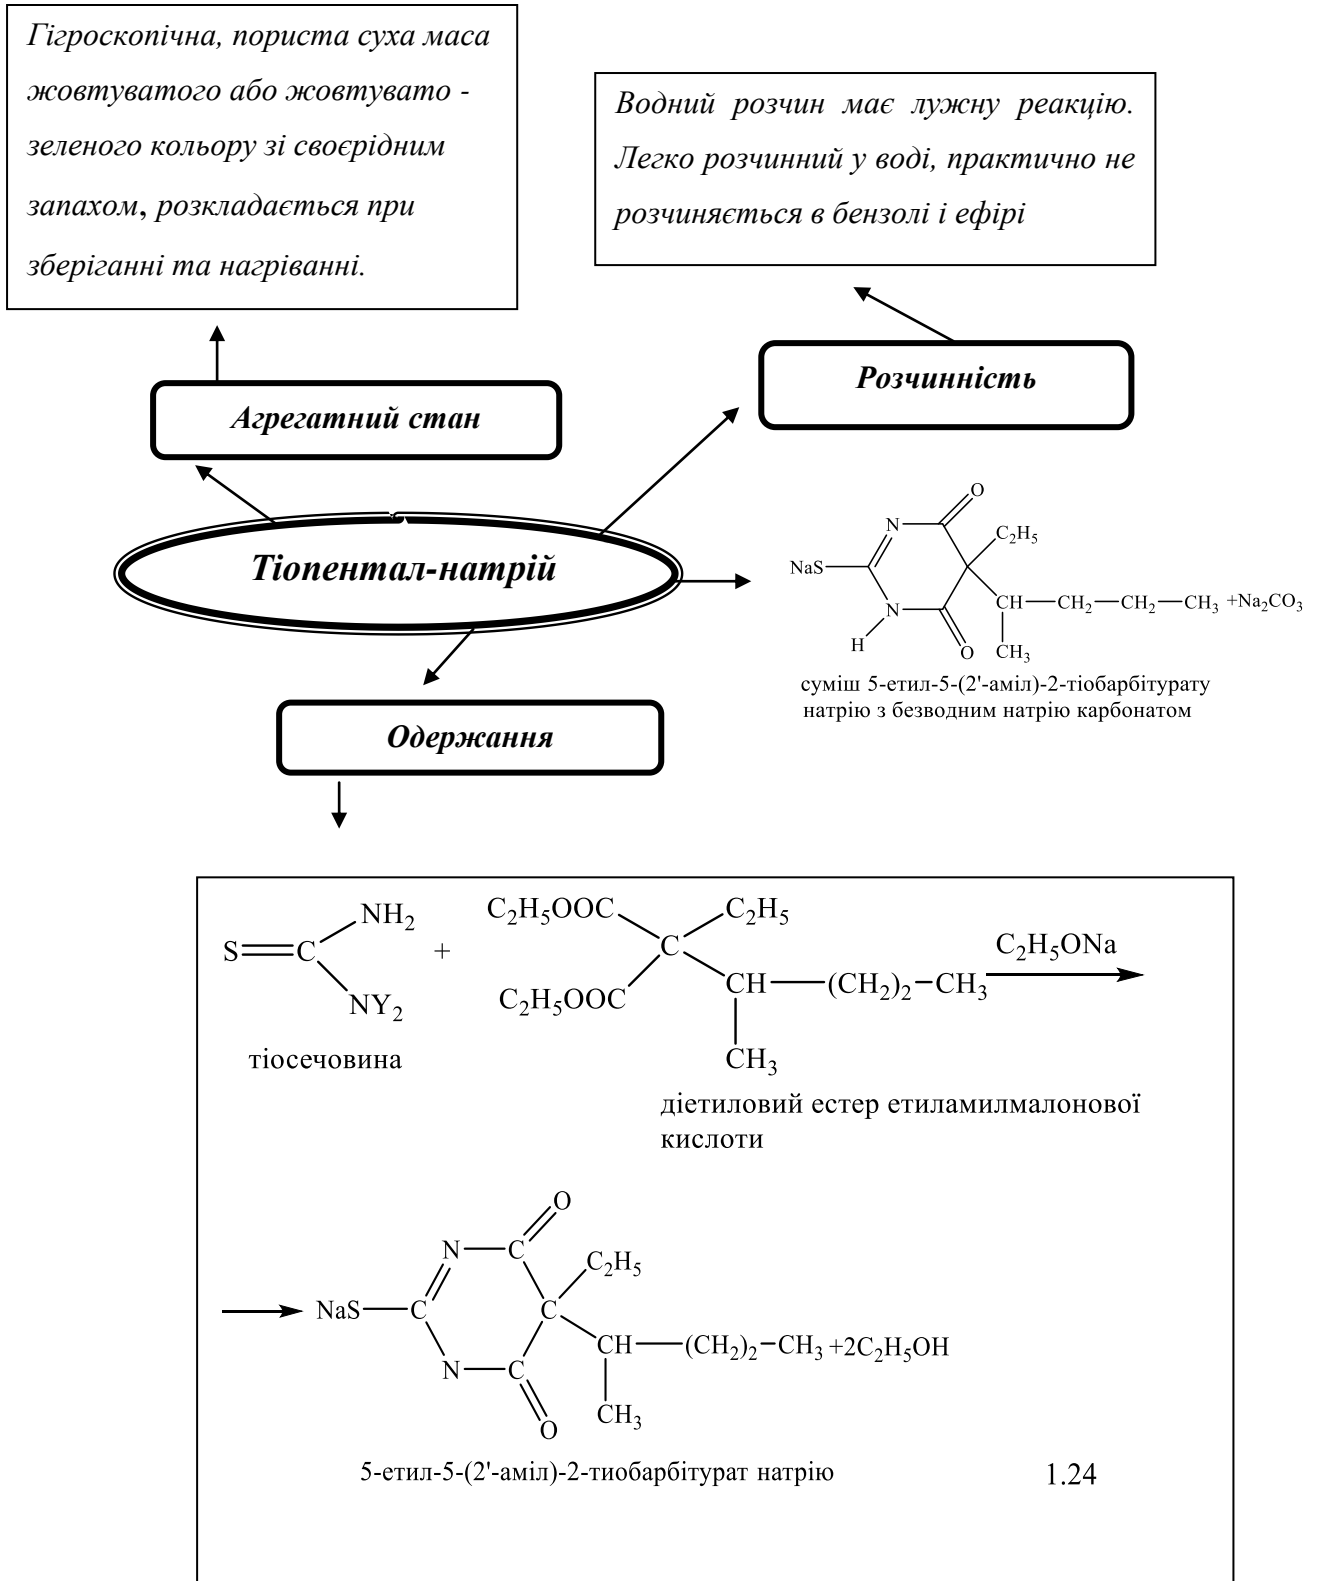 Гігроскопічна, пориста суха маса
жовтуватого або жовтувато -
зеленого кольору зі своєрідним
запахом, розкладається при
зберіганні та нагріванні.
Водний розчин має лужну реакцію.
Легко розчинний у воді, практично не
розчиняється в бензолі і ефірі
Агрегатний стан
Розчинність
Тіопентал-натрій
O
N
C₂H₅
NaS
CH—CH₂—CH₂—CH₃ +Na₂CO₃
N
H
O
CH₃
суміш 5-етил-5-(2'-аміл)-2-тіобарбітурату
натрію з безводним натрію карбонатом
Одержання
NH₂
S=C
NY₂
тіосечовина
+
C₂H₅OOC
C₂H₅
C
C₂H₅OOC
CH—(CH₂)₂—CH₃
CH₃
C₂H₅ONa
діетиловий естер етиламилмалонової
кислоти
O
N—C
C₂H₅
NaS—C
C
CH—(CH₂)₂—CH₃ +2C₂H₅OH
N—C
CH₃
O
5-етил-5-(2'-аміл)-2-тиобарбітурат натрію
1.24